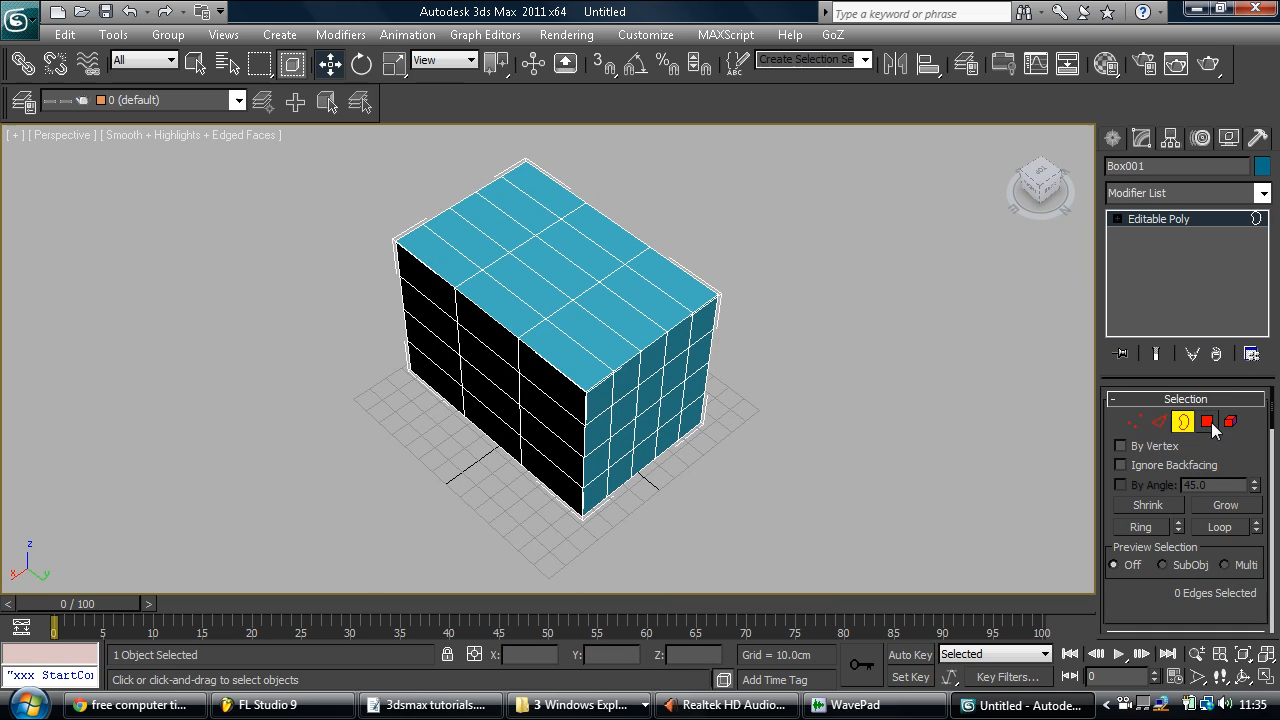 Autodesk 3ds Max 2011 x64 Untitled
Type a keyword or phrase
Edit Tools Group Views Create Modifiers Animation Graph Editors Rendering Customize MAXScript Help GoZ
All View Create Selection Se
0 (default)
[ + ] [ Perspective ] [ Smooth + Highlights + Edged Faces ]
Box001
Modifier List
Editable Poly
- Selection
By Vertex
Ignore Backfacing
By Angle: 45.0
Shrink Grow
Ring Loop
Preview Selection
Off SubObj Multi
0 Edges Selected
z
x y
< 0 / 100 >
0 5 10 15 20 25 30 35 40 45 50 55 60 65 70 75 80 85 90 95 100
1 Object Selected X: Y: Z: Grid = 10.0cm Auto Key Selected
"xxx StartCo Click or click-and-drag to select objects Add Time Tag Set Key Key Filters... 0
free computer ti... FL Studio 9 3dsmax tutorials.... 3 Windows Expl... Realtek HD Audio... WavePad Untitled - Autode... 11:35